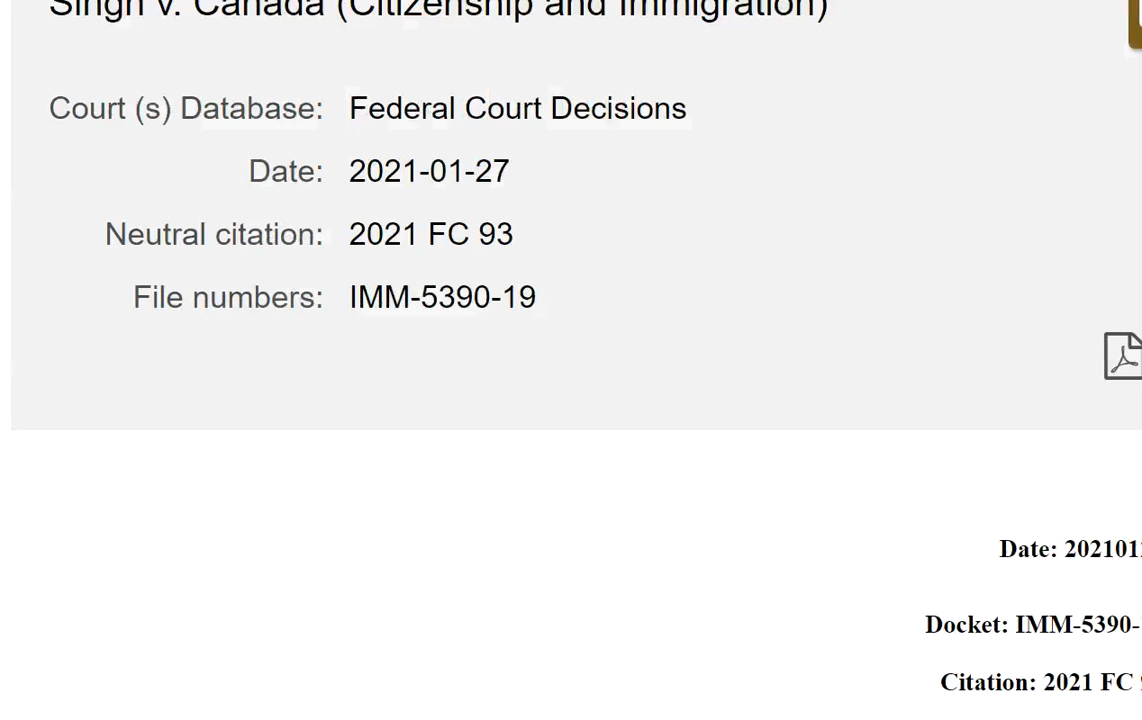 Singh v. Canada (Citizenship and Immigration)
Court (s) Database: Federal Court Decisions
Date: 2021-01-27
Neutral citation: 2021 FC 93
File numbers: IMM-5390-19
Date: 202101
Docket: IMM-5390-
Citation: 2021 FC